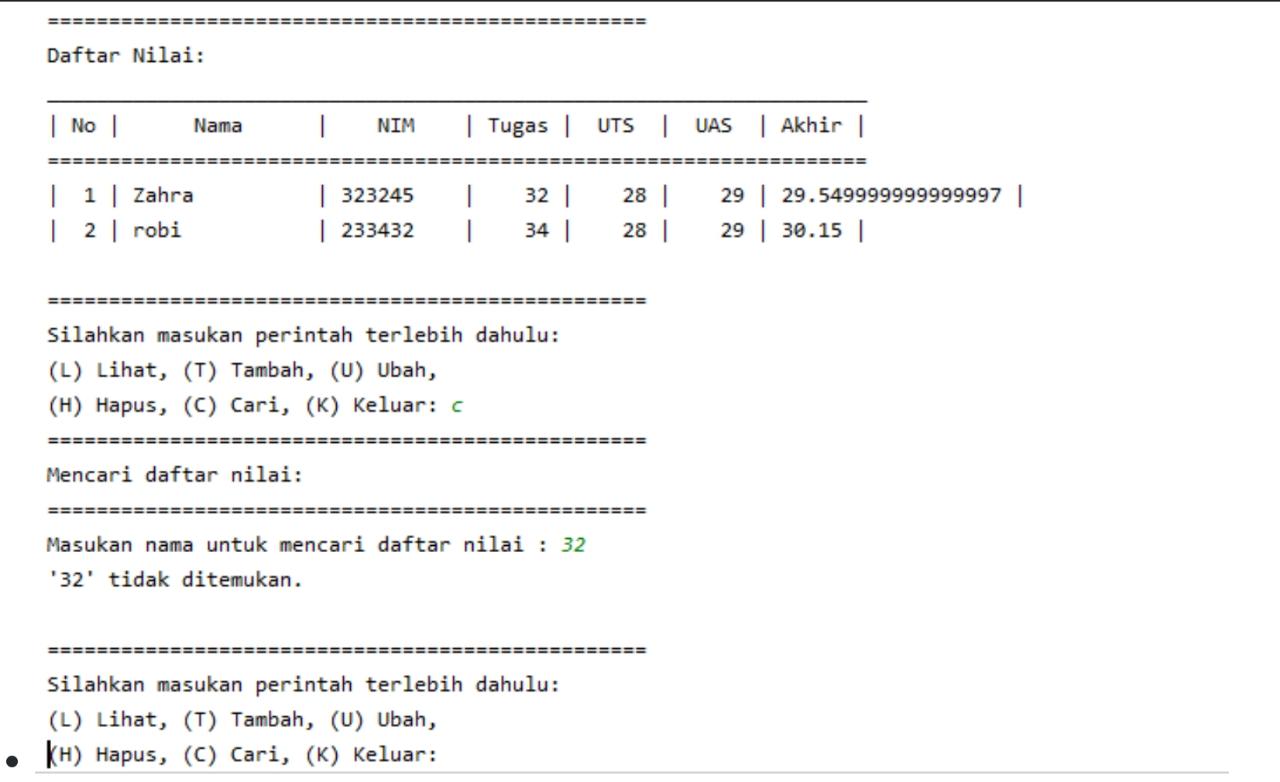 =================================================
Daftar Nilai:
___________________________________________________________________
| No |      Nama      |    NIM    | Tugas |  UTS  |  UAS  | Akhir |
===================================================================
|  1 | Zahra          | 323245    |    32 |    28 |    29 | 29.549999999999997 |
|  2 | robi           | 233432    |    34 |    28 |    29 | 30.15 |
=================================================
Silahkan masukan perintah terlebih dahulu:
(L) Lihat, (T) Tambah, (U) Ubah,
(H) Hapus, (C) Cari, (K) Keluar: c
=================================================
Mencari daftar nilai:
=================================================
Masukan nama untuk mencari daftar nilai : 32
'32' tidak ditemukan.
=================================================
Silahkan masukan perintah terlebih dahulu:
(L) Lihat, (T) Tambah, (U) Ubah,
(H) Hapus, (C) Cari, (K) Keluar: